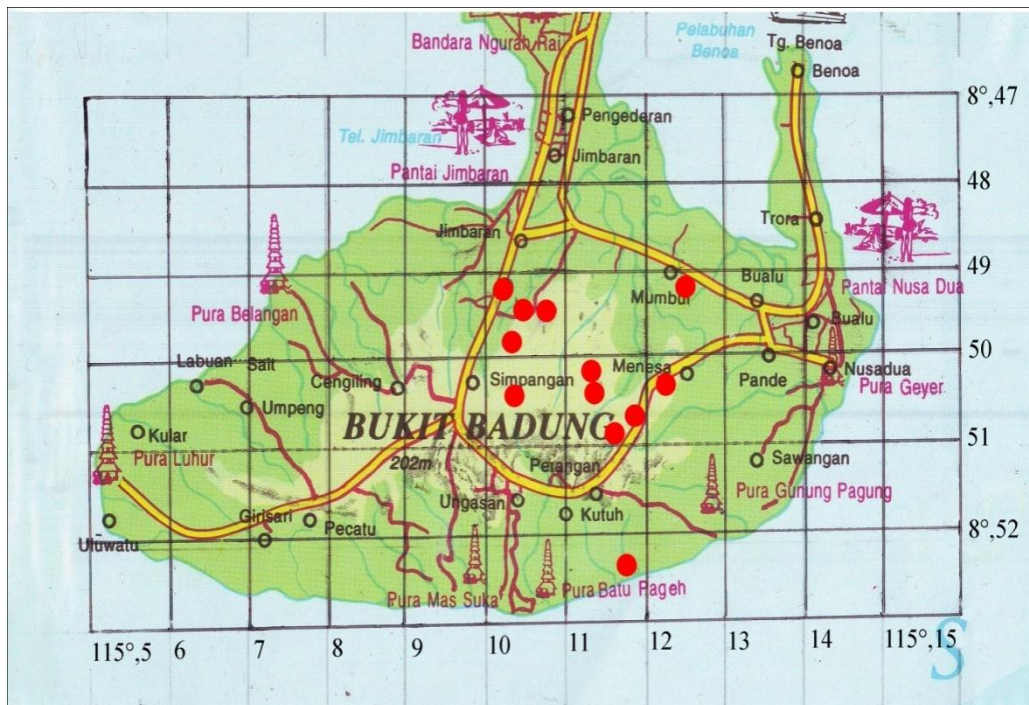 Bandara Ngurah Rai
Pelabuhan
Benoa
Tg. Benoa
Benoa
8°,47
Pengederan
Tel. Jimbaran
Jimbaran
Pantai Jimbaran
48
Trora
Jimbaran
49
Mumbul
Bualu
Pantai Nusa Dua
Pura Belangan
Bualu
50
Labuan Sait
Cengiling
Simpangan
Menesa
Pande
Nusadua
Pura Geyer
Umpeng
BUKIT BADUNG
Kular
51
Pura Luhur
202m
Perangan
Sawangan
Pura Gunung Pagung
Ungasan
Girisari
Pecatu
Kutuh
8°,52
Uluwatu
Pura Mas Suka
Pura Batu Pageh
115°,5 6 7 8 9 10 11 12 13 14 115°,15
S